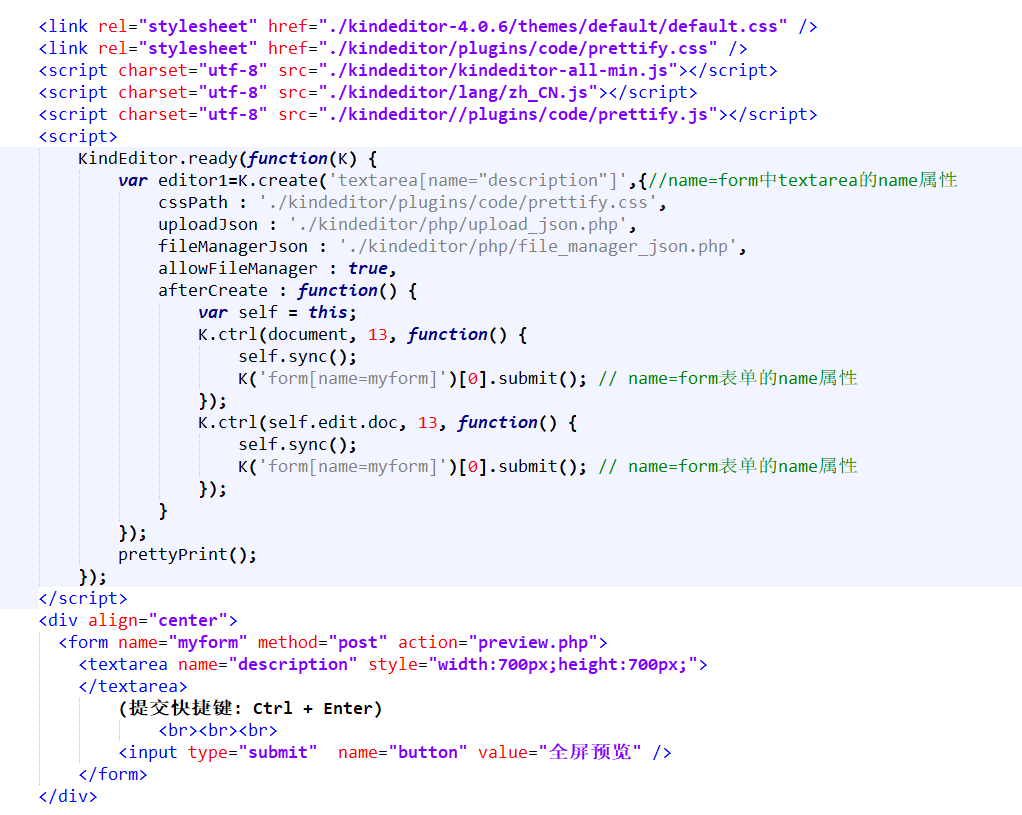 <link rel="stylesheet" href="./kindeditor-4.0.6/themes/default/default.css" />
<link rel="stylesheet" href="./kindeditor/plugins/code/prettify.css" />
<script charset="utf-8" src="./kindeditor/kindeditor-all-min.js"></script>
<script charset="utf-8" src="./kindeditor/lang/zh_CN.js"></script>
<script charset="utf-8" src="./kindeditor//plugins/code/prettify.js"></script>
<script>
    KindEditor.ready(function(K) {
        var editor1=K.create('textarea[name="description"]',{//name=form中textarea的name属性
            cssPath : './kindeditor/plugins/code/prettify.css',
            uploadJson : './kindeditor/php/upload_json.php',
            fileManagerJson : './kindeditor/php/file_manager_json.php',
            allowFileManager : true,
            afterCreate : function() {
                var self = this;
                K.ctrl(document, 13, function() {
                    self.sync();
                    K('form[name=myform]')[0].submit(); // name=form表单的name属性
                });
                K.ctrl(self.edit.doc, 13, function() {
                    self.sync();
                    K('form[name=myform]')[0].submit(); // name=form表单的name属性
                });
            }
        });
        prettyPrint();
    });
</script>
<div align="center">
  <form name="myform" method="post" action="preview.php">
    <textarea name="description" style="width:700px;height:700px;">
    </textarea>
        (提交快捷键: Ctrl + Enter)
            <br><br><br>
        <input type="submit"  name="button" value="全屏预览" />
    </form>
</div>